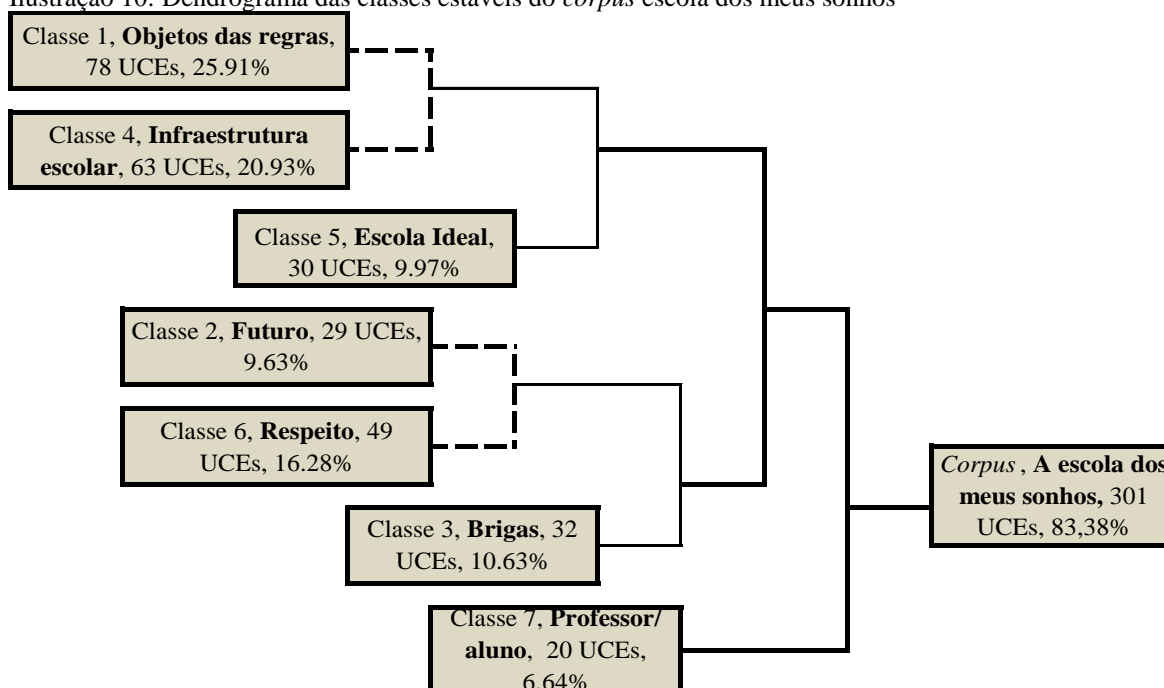 Ilustração 10: Dendrograma das classes estáveis do corpus escola dos meus sonhos
Classe 1, Objetos das regras,
78 UCEs, 25.91%
Classe 4, Infraestrutura
escolar, 63 UCEs, 20.93%
Classe 5, Escola Ideal,
30 UCEs, 9.97%
Classe 2, Futuro, 29 UCEs,
9.63%
Classe 6, Respeito, 49
UCEs, 16.28%
Classe 3, Brigas, 32
UCEs, 10.63%
Classe 7, Professor/
aluno, 20 UCEs,
6.64%
Corpus, A escola dos
meus sonhos, 301
UCEs, 83,38%